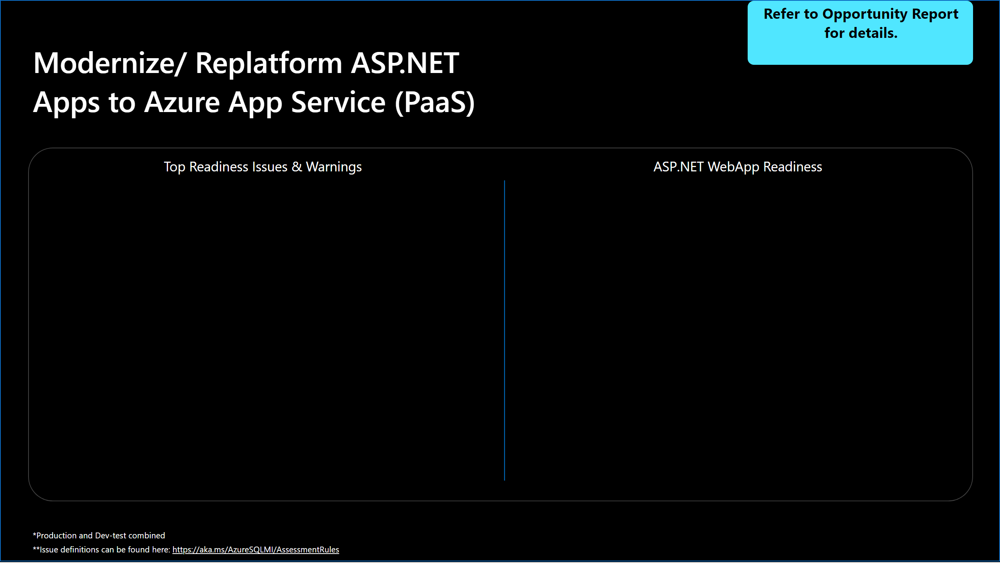 Refer to Opportunity Report
for details.
Modernize/ Replatform ASP.NET
Apps to Azure App Service (PaaS)
Top Readiness Issues & Warnings
ASP.NET WebApp Readiness
*Production and Dev-test combined
**Issue definitions can be found here: https://aka.ms/AzureSQLMI/AssessmentRules